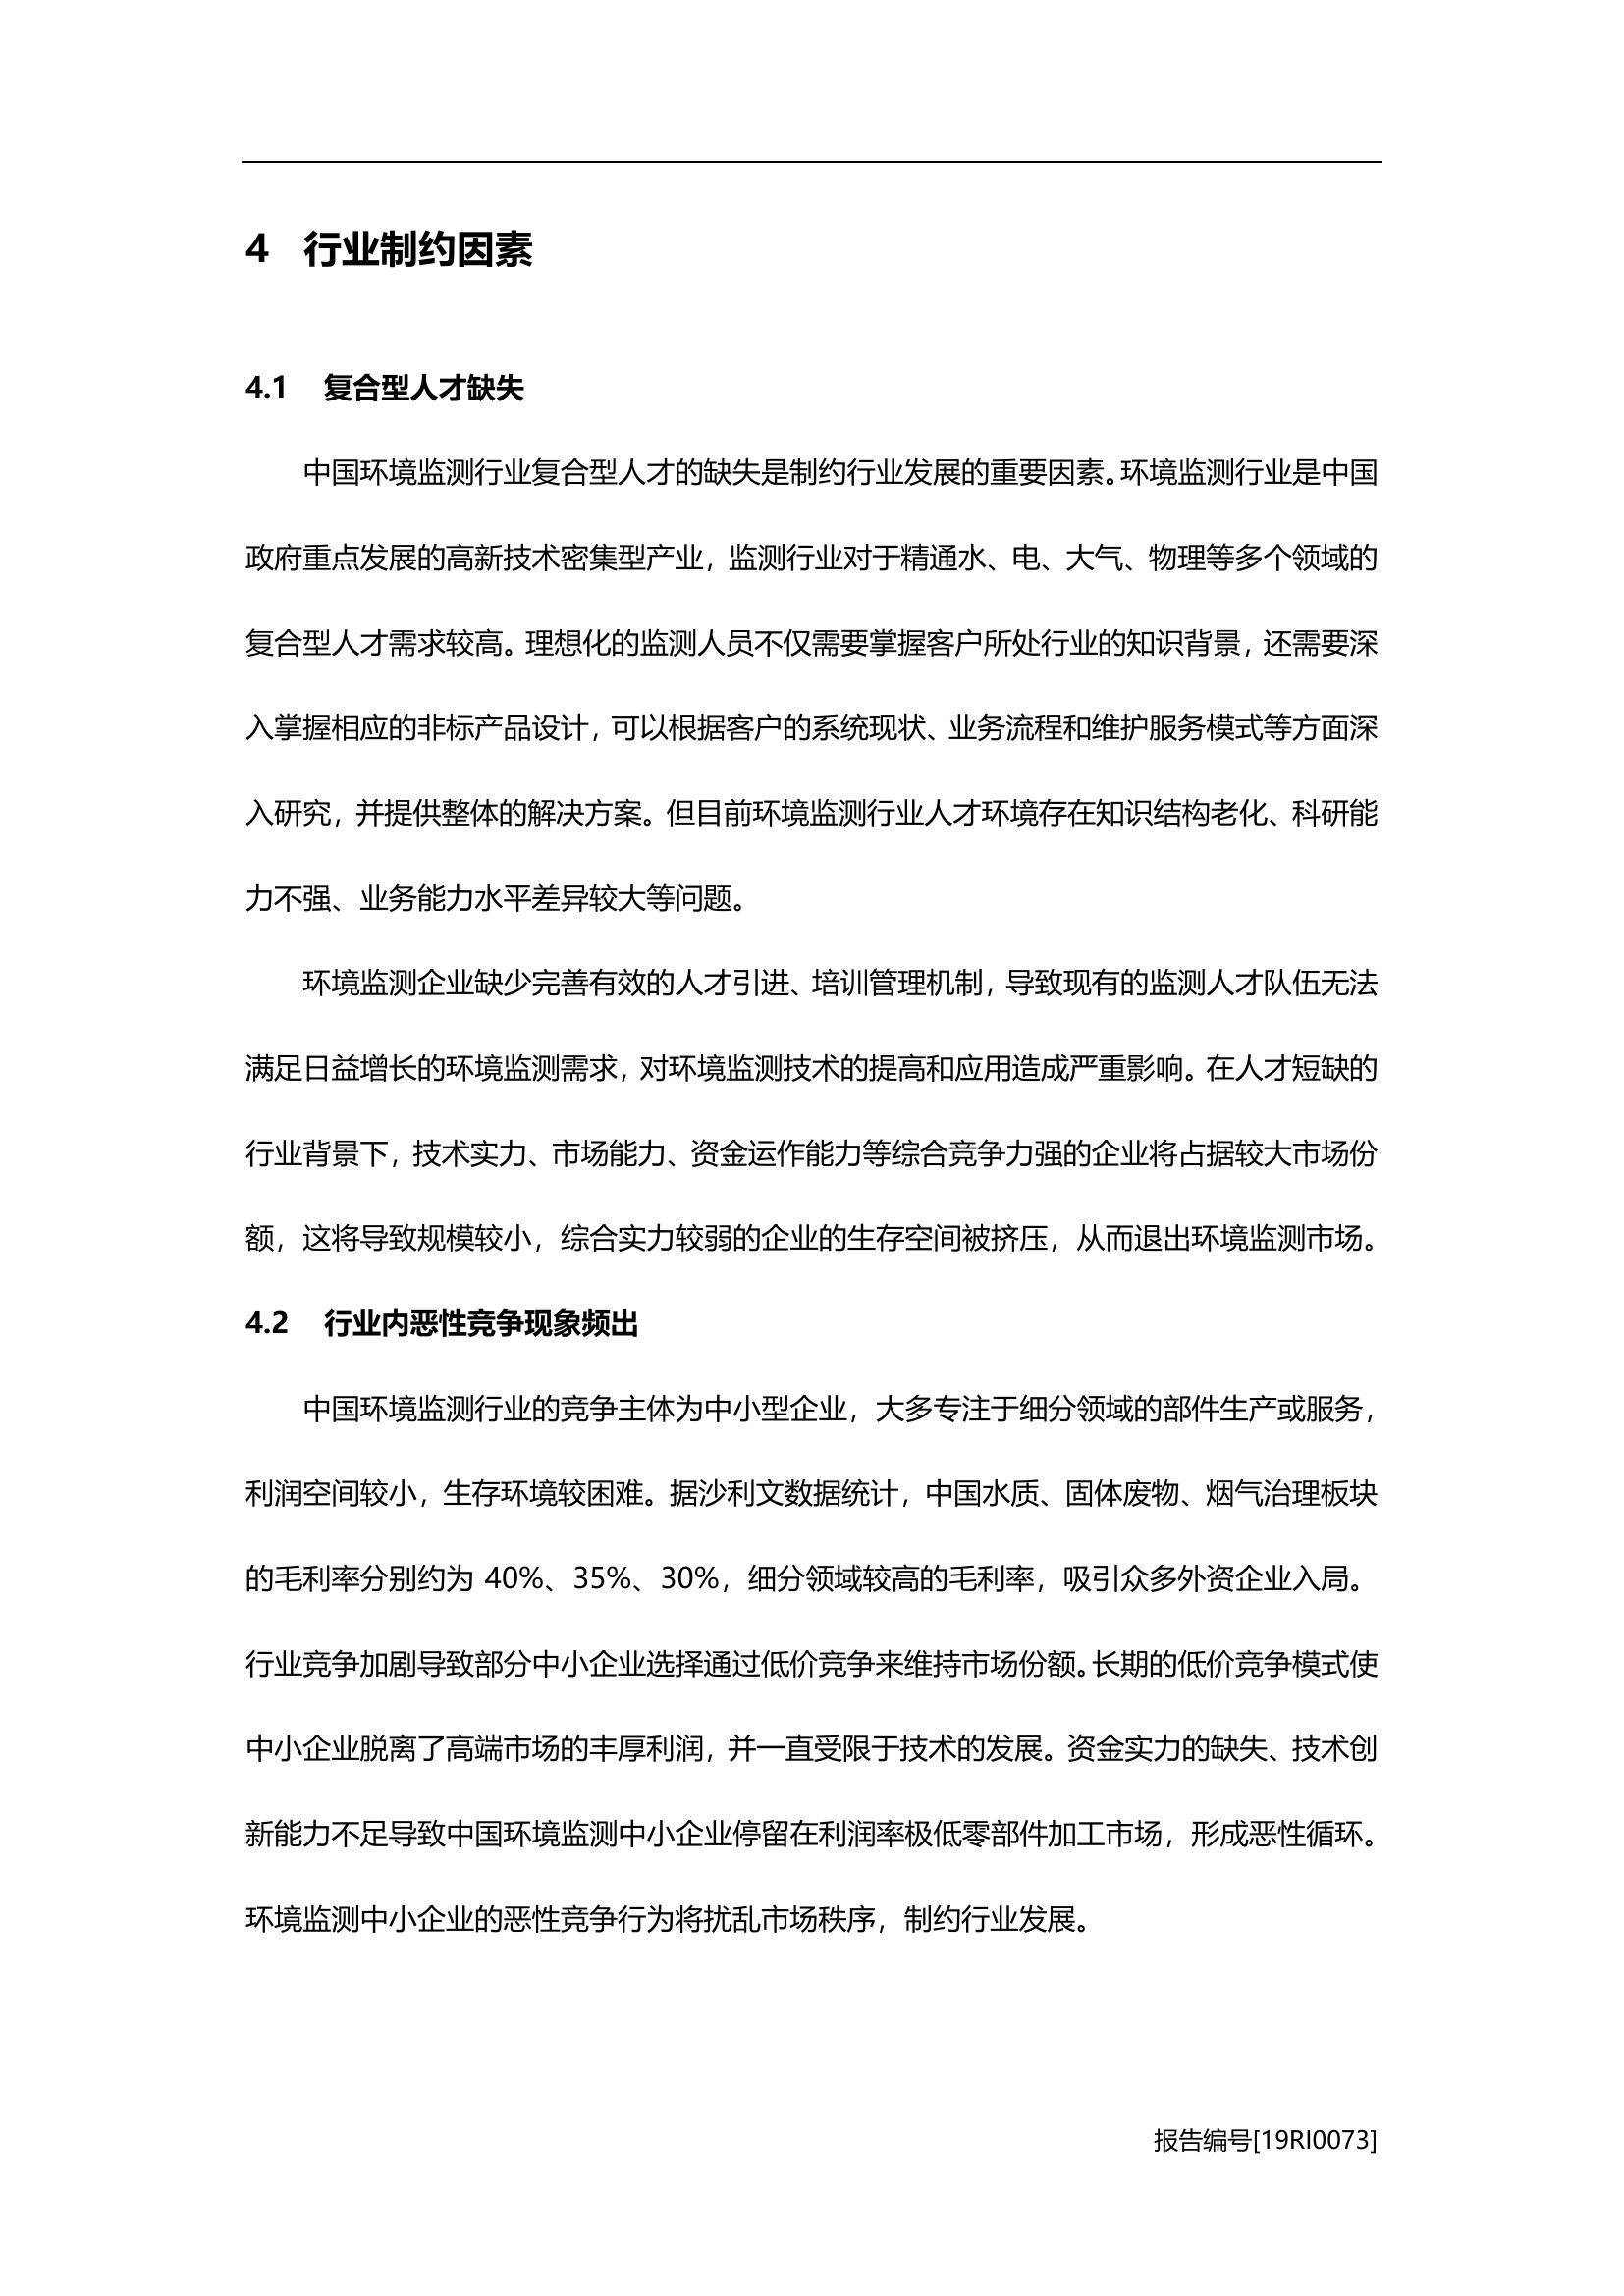 4 行业制约因素
4.1 复合型人才缺失
中国环境监测行业复合型人才的缺失是制约行业发展的重要因素。环境监测行业是中国
政府重点发展的高新技术密集型产业，监测行业对于精通水、电、大气、物理等多个领域的
复合型人才需求较高。理想化的监测人员不仅需要掌握客户所处行业的知识背景，还需要深
入掌握相应的非标产品设计，可以根据客户的系统现状、业务流程和维护服务模式等方面深
入研究，并提供整体的解决方案。但目前环境监测行业人才环境存在知识结构老化、科研能
力不强、业务能力水平差异较大等问题。
环境监测企业缺少完善有效的人才引进、培训管理机制，导致现有的监测人才队伍无法
满足日益增长的环境监测需求，对环境监测技术的提高和应用造成严重影响。在人才短缺的
行业背景下，技术实力、市场能力、资金运作能力等综合竞争力强的企业将占据较大市场份
额，这将导致规模较小，综合实力较弱的企业的生存空间被挤压，从而退出环境监测市场。
4.2 行业内恶性竞争现象频出
中国环境监测行业的竞争主体为中小型企业，大多专注于细分领域的部件生产或服务，
利润空间较小，生存环境较困难。据沙利文数据统计，中国水质、固体废物、烟气治理板块
的毛利率分别约为 40%、35%、30%，细分领域较高的毛利率，吸引众多外资企业入局。
行业竞争加剧导致部分中小企业选择通过低价竞争来维持市场份额。长期的低价竞争模式使
中小企业脱离了高端市场的丰厚利润，并一直受限于技术的发展。资金实力的缺失、技术创
新能力不足导致中国环境监测中小企业停留在利润率极低零部件加工市场，形成恶性循环。
环境监测中小企业的恶性竞争行为将扰乱市场秩序，制约行业发展。
报告编号[19RI0073]